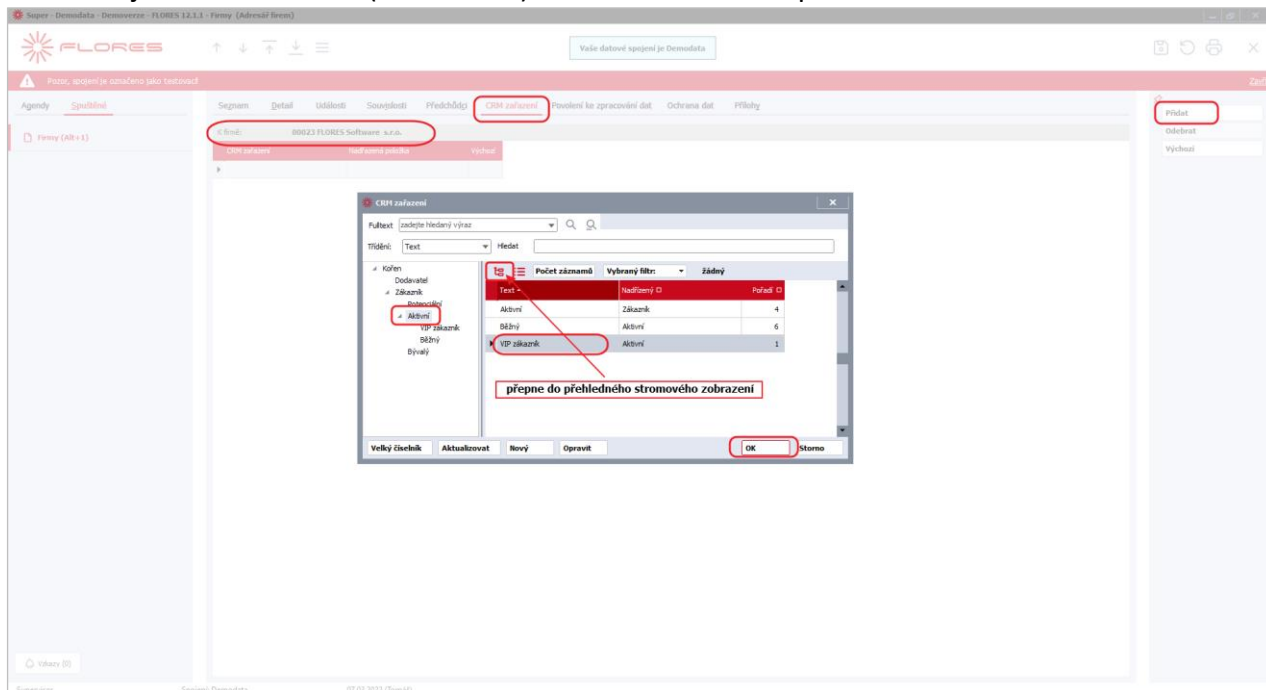 Super - Demodata - Demoverze - FLORES 12.1.1 - Firmy (Adresář firem)
FLORES
Vaše datové spojení je Demodata
Pozor, spojení je označeno jako testovací!
Agendy Spuštěné
Seznam Detail Události Souvislosti Předchůdci CRM zařazení Povolení ke zpracování dat Ochrana dat Přílohy
Přidat
Odebrat
Výchozí
Firmy (Alt+1)
K firmě: 00023 FLORES Software s.r.o.
CRM zařazení Nadřazená položka Výchozí
CRM zařazení
Fulltext zadejte hledaný výraz
Třídění: Text Hledat
Kořen
Dodavatel
Zákazník
Potenciální
Aktivní
VIP zákazník
Běžný
Bývalý
Počet záznamů Vybraný filtr: žádný
Text Nadřízený Pořadí
Aktivní Zákazník 4
Běžný Aktivní 6
VIP zákazník Aktivní 1
přepne do přehledného stromového zobrazení
Velký číselník Aktualizovat Nový Opravit OK Storno
Vzkazy (0)